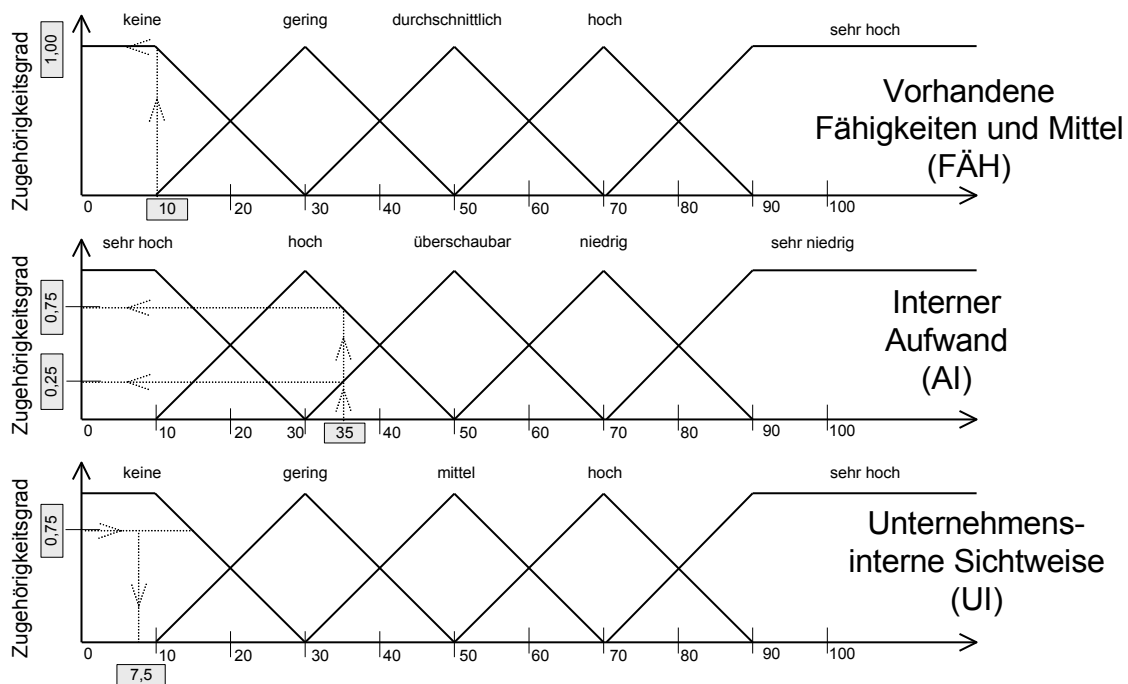 keine gering durchschnittlich hoch sehr hoch
Zugehörigkeitsgrad
1,00
Vorhandene
Fähigkeiten und Mittel
(FÄH)
0 10 20 30 40 50 60 70 80 90 100
sehr hoch hoch überschaubar niedrig sehr niedrig
Zugehörigkeitsgrad
0,75
0,25
Interner
Aufwand
(AI)
0 10 20 30 35 40 50 60 70 80 90 100
keine gering mittel hoch sehr hoch
Zugehörigkeitsgrad
0,75
Unternehmens-
interne Sichtweise
(UI)
0 10 20 30 40 50 60 70 80 90 100
7,5